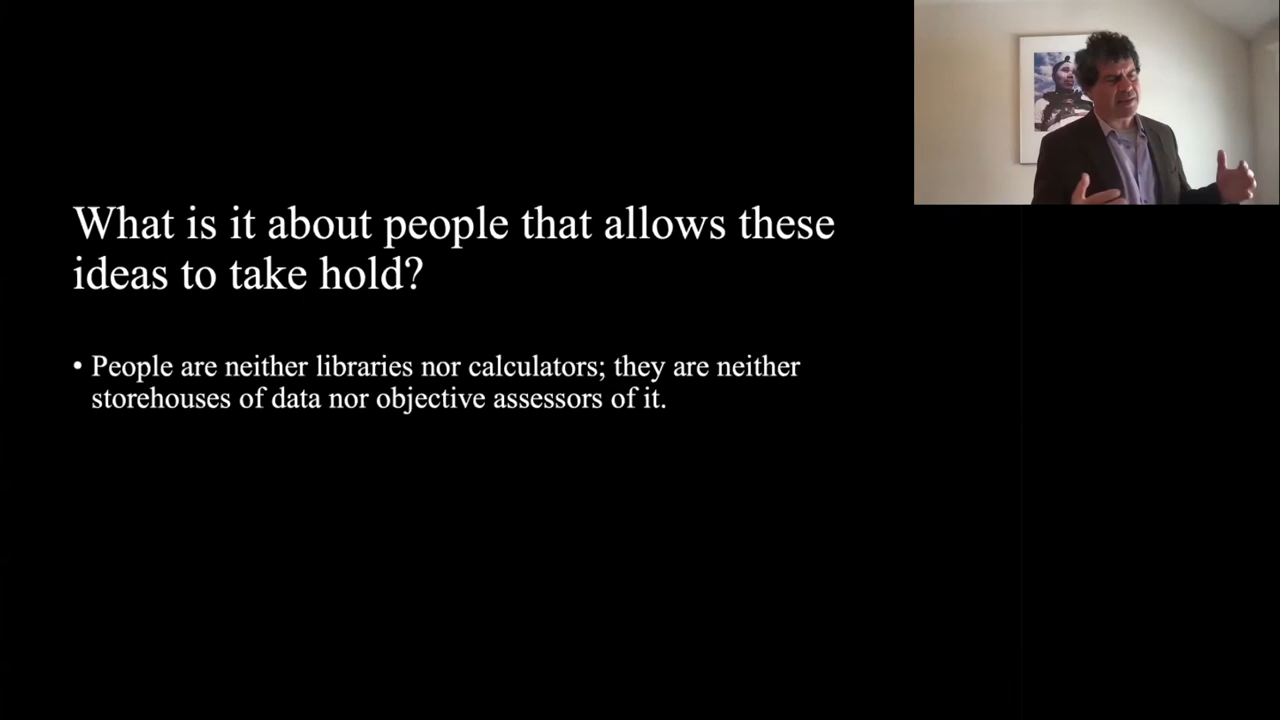 What is it about people that allows these
ideas to take hold?
• People are neither libraries nor calculators; they are neither
storehouses of data nor objective assessors of it.